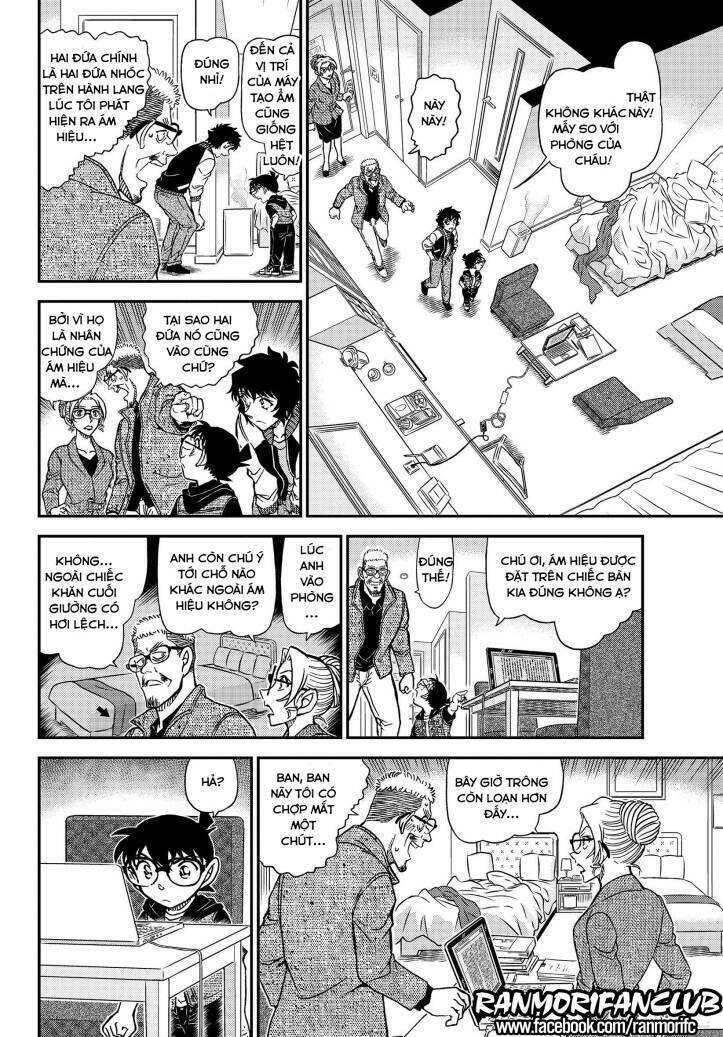 THẬT
KHÔNG KHÁC NÀY!
MẤY SO VỚI
PHÒNG CỦA
CHÁU!
NÀY
NÀY!
ĐẾN CẢ
VỊ TRÍ
CỦA MÁY
TẠO ẨM
CŨNG
GIỐNG
HỆT
LUÔN!
ĐÚNG
NHỈ!
HAI ĐỨA CHÍNH
LÀ HAI ĐỨA NHÓC
TRÊN HÀNH LANG
LÚC TÔI PHÁT
HIỆN RA ÁM
HIỆU...
TẠI SAO HAI
ĐỨA NÓ CŨNG
VÀO CÙNG
CHỨ?
BỞI VÌ HỌ
LÀ NHÂN
CHỨNG CỦA
ÁM HIỆU
MÀ...
CHÚ ƠI, ÁM HIỆU ĐƯỢC
ĐẶT TRÊN CHIẾC BÀN
KIA ĐÚNG KHÔNG Ạ?
ĐÚNG
THẾ!
LÚC
ANH
VÀO
PHÒNG...
ANH CÒN CHÚ Ý
TỚI CHỖ NÀO
KHÁC NGOÀI ÁM
HIỆU KHÔNG?
KHÔNG...
NGOÀI CHIẾC
KHĂN CUỐI
GIƯỜNG CÓ
HƠI LỆCH...
BÂY GIỜ TRÔNG
CÒN LOẠN HƠN
ĐẤY...
BAN, BAN
NÃY TÔI CÓ
CHỢP MẮT
MỘT
CHÚT...
HẢ?
RANMORIFANCLUB
www.facebook.com/ranmorifc